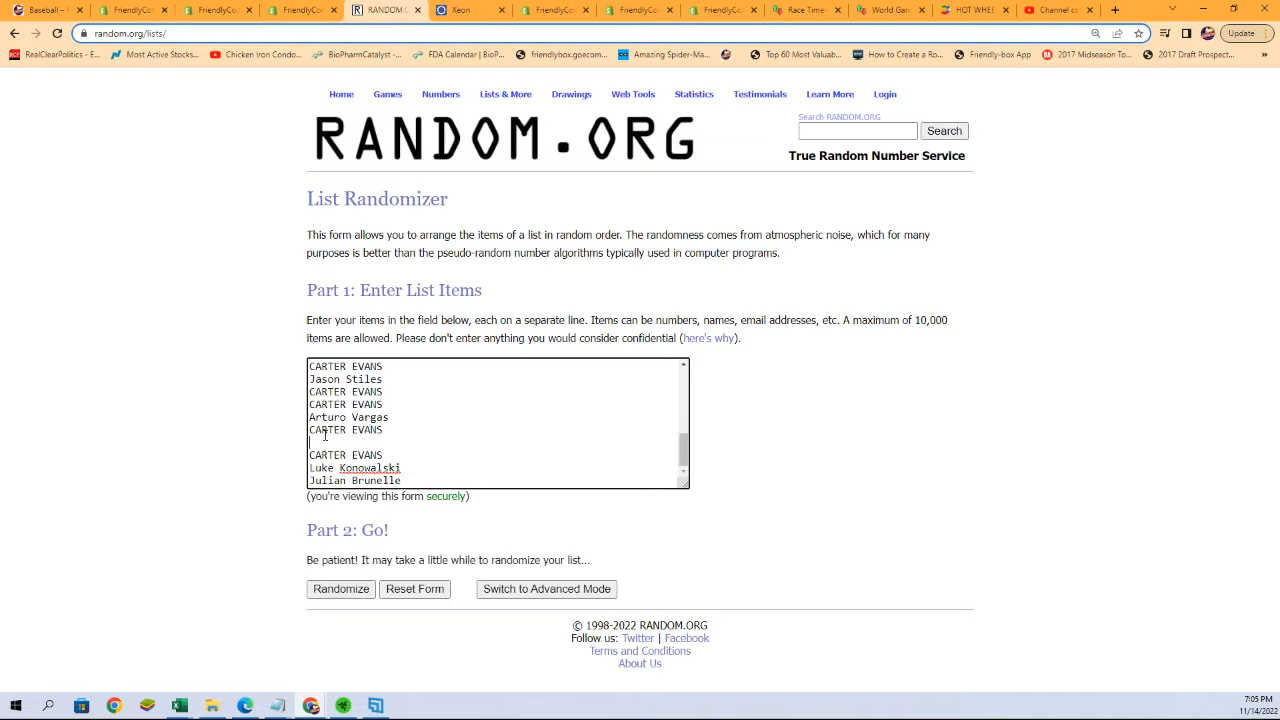 Baseball –
FriendlyCo
FriendlyCo
RANDOM.O
Xeon
FriendlyCo
FriendlyCo
FriendlyCo
Race Timer
World Gam
HOT WHEE
Channel co
random.org/lists/
Update
RealClearPolitics - E...
Most Active Stocks...
Chicken Iron Condo...
BioPharmCatalyst -...
FDA Calendar | BioP...
friendlybox.goecom...
Amazing Spider-Ma...
Top 60 Most Valuab...
How to Create a Ro...
Friendly-box App
2017 Midseason To...
2017 Draft Prospect...
Home Games Numbers Lists & More Drawings Web Tools Statistics Testimonials Learn More Login
RANDOM.ORG
Search RANDOM.ORG
Search
True Random Number Service
List Randomizer
This form allows you to arrange the items of a list in random order. The randomness comes from atmospheric noise, which for many
purposes is better than the pseudo-random number algorithms typically used in computer programs.
Part 1: Enter List Items
Enter your items in the field below, each on a separate line. Items can be numbers, names, email addresses, etc. A maximum of 10,000
items are allowed. Please don't enter anything you would consider confidential (here's why).
CARTER EVANS
Jason Stiles
CARTER EVANS
CARTER EVANS
Arturo Vargas
CARTER EVANS
CARTER EVANS
Luke Konowalski
Julian Brunelle
(you're viewing this form securely)
Part 2: Go!
Be patient! It may take a little while to randomize your list...
Randomize Reset Form Switch to Advanced Mode
© 1998-2022 RANDOM.ORG
Follow us: Twitter | Facebook
Terms and Conditions
About Us
7:05 PM
11/14/2022